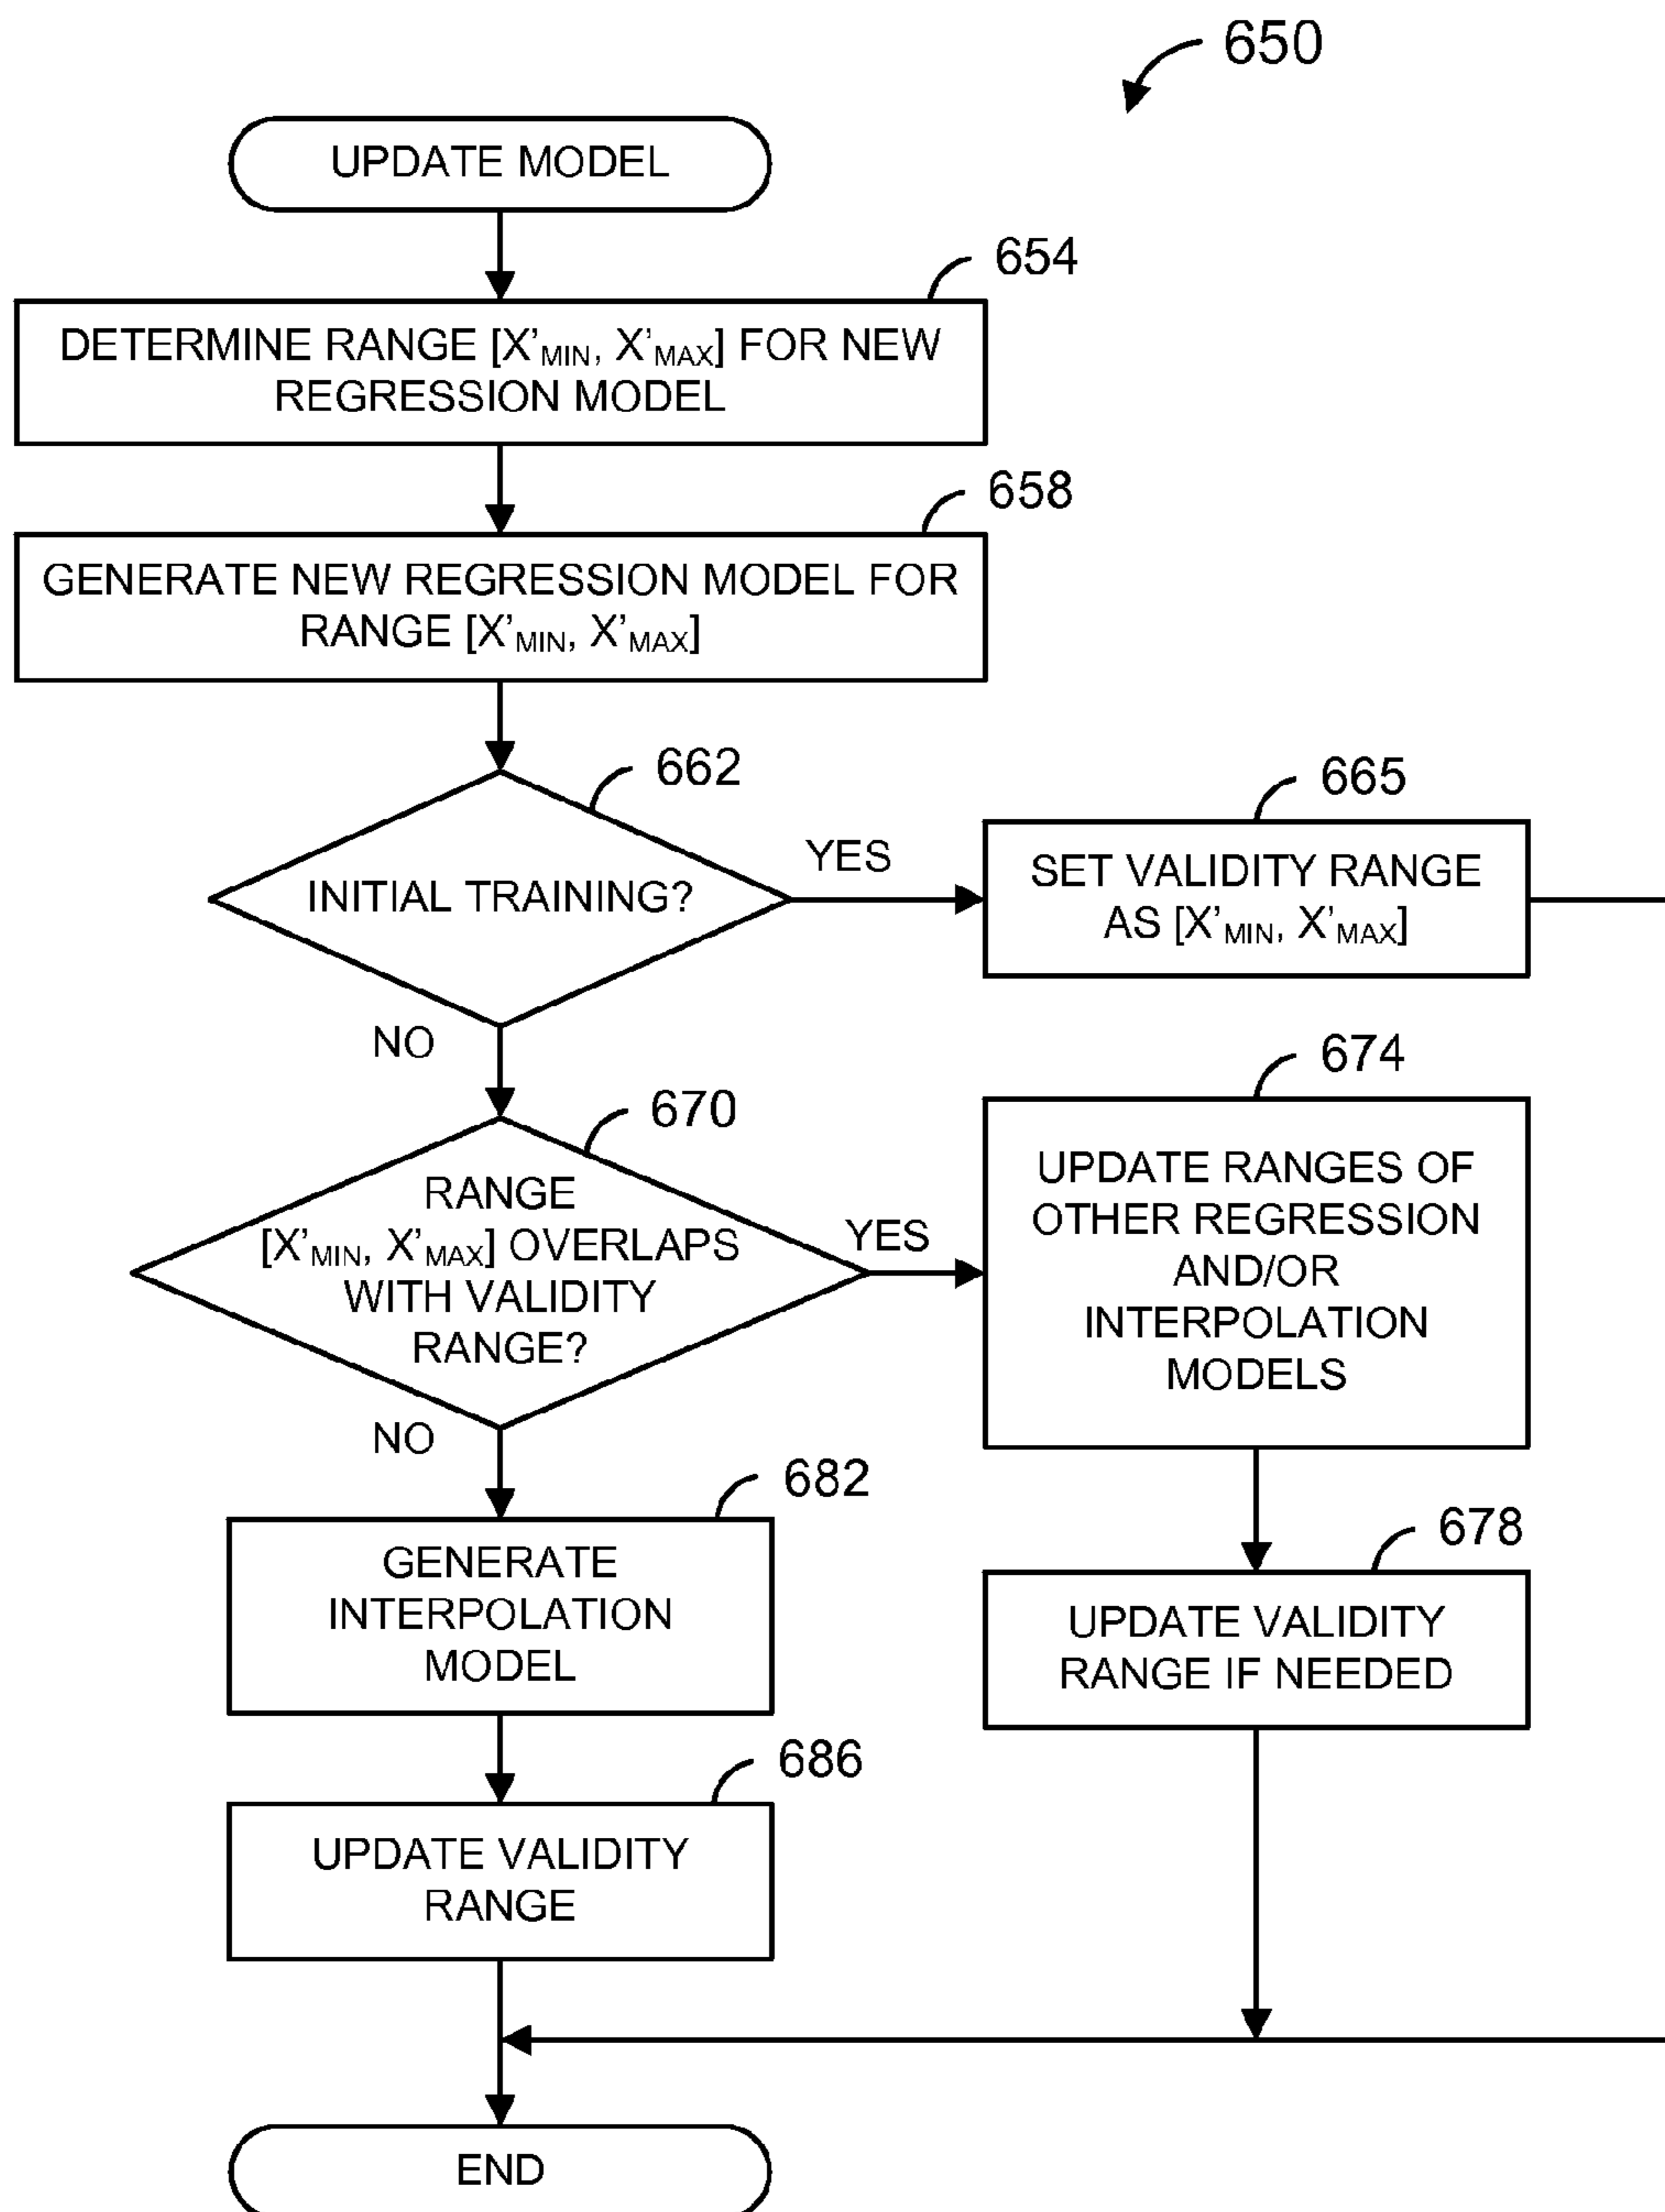 650
UPDATE MODEL
654
DETERMINE RANGE [X'MIN, X'MAX] FOR NEW
REGRESSION MODEL
658
GENERATE NEW REGRESSION MODEL FOR
RANGE [X'MIN, X'MAX]
662
INITIAL TRAINING?
YES
665
SET VALIDITY RANGE
AS [X'MIN, X'MAX]
NO
670
RANGE
[X'MIN, X'MAX] OVERLAPS
WITH VALIDITY
RANGE?
YES
674
UPDATE RANGES OF
OTHER REGRESSION
AND/OR
INTERPOLATION
MODELS
NO
682
GENERATE
INTERPOLATION
MODEL
678
UPDATE VALIDITY
RANGE IF NEEDED
686
UPDATE VALIDITY
RANGE
END